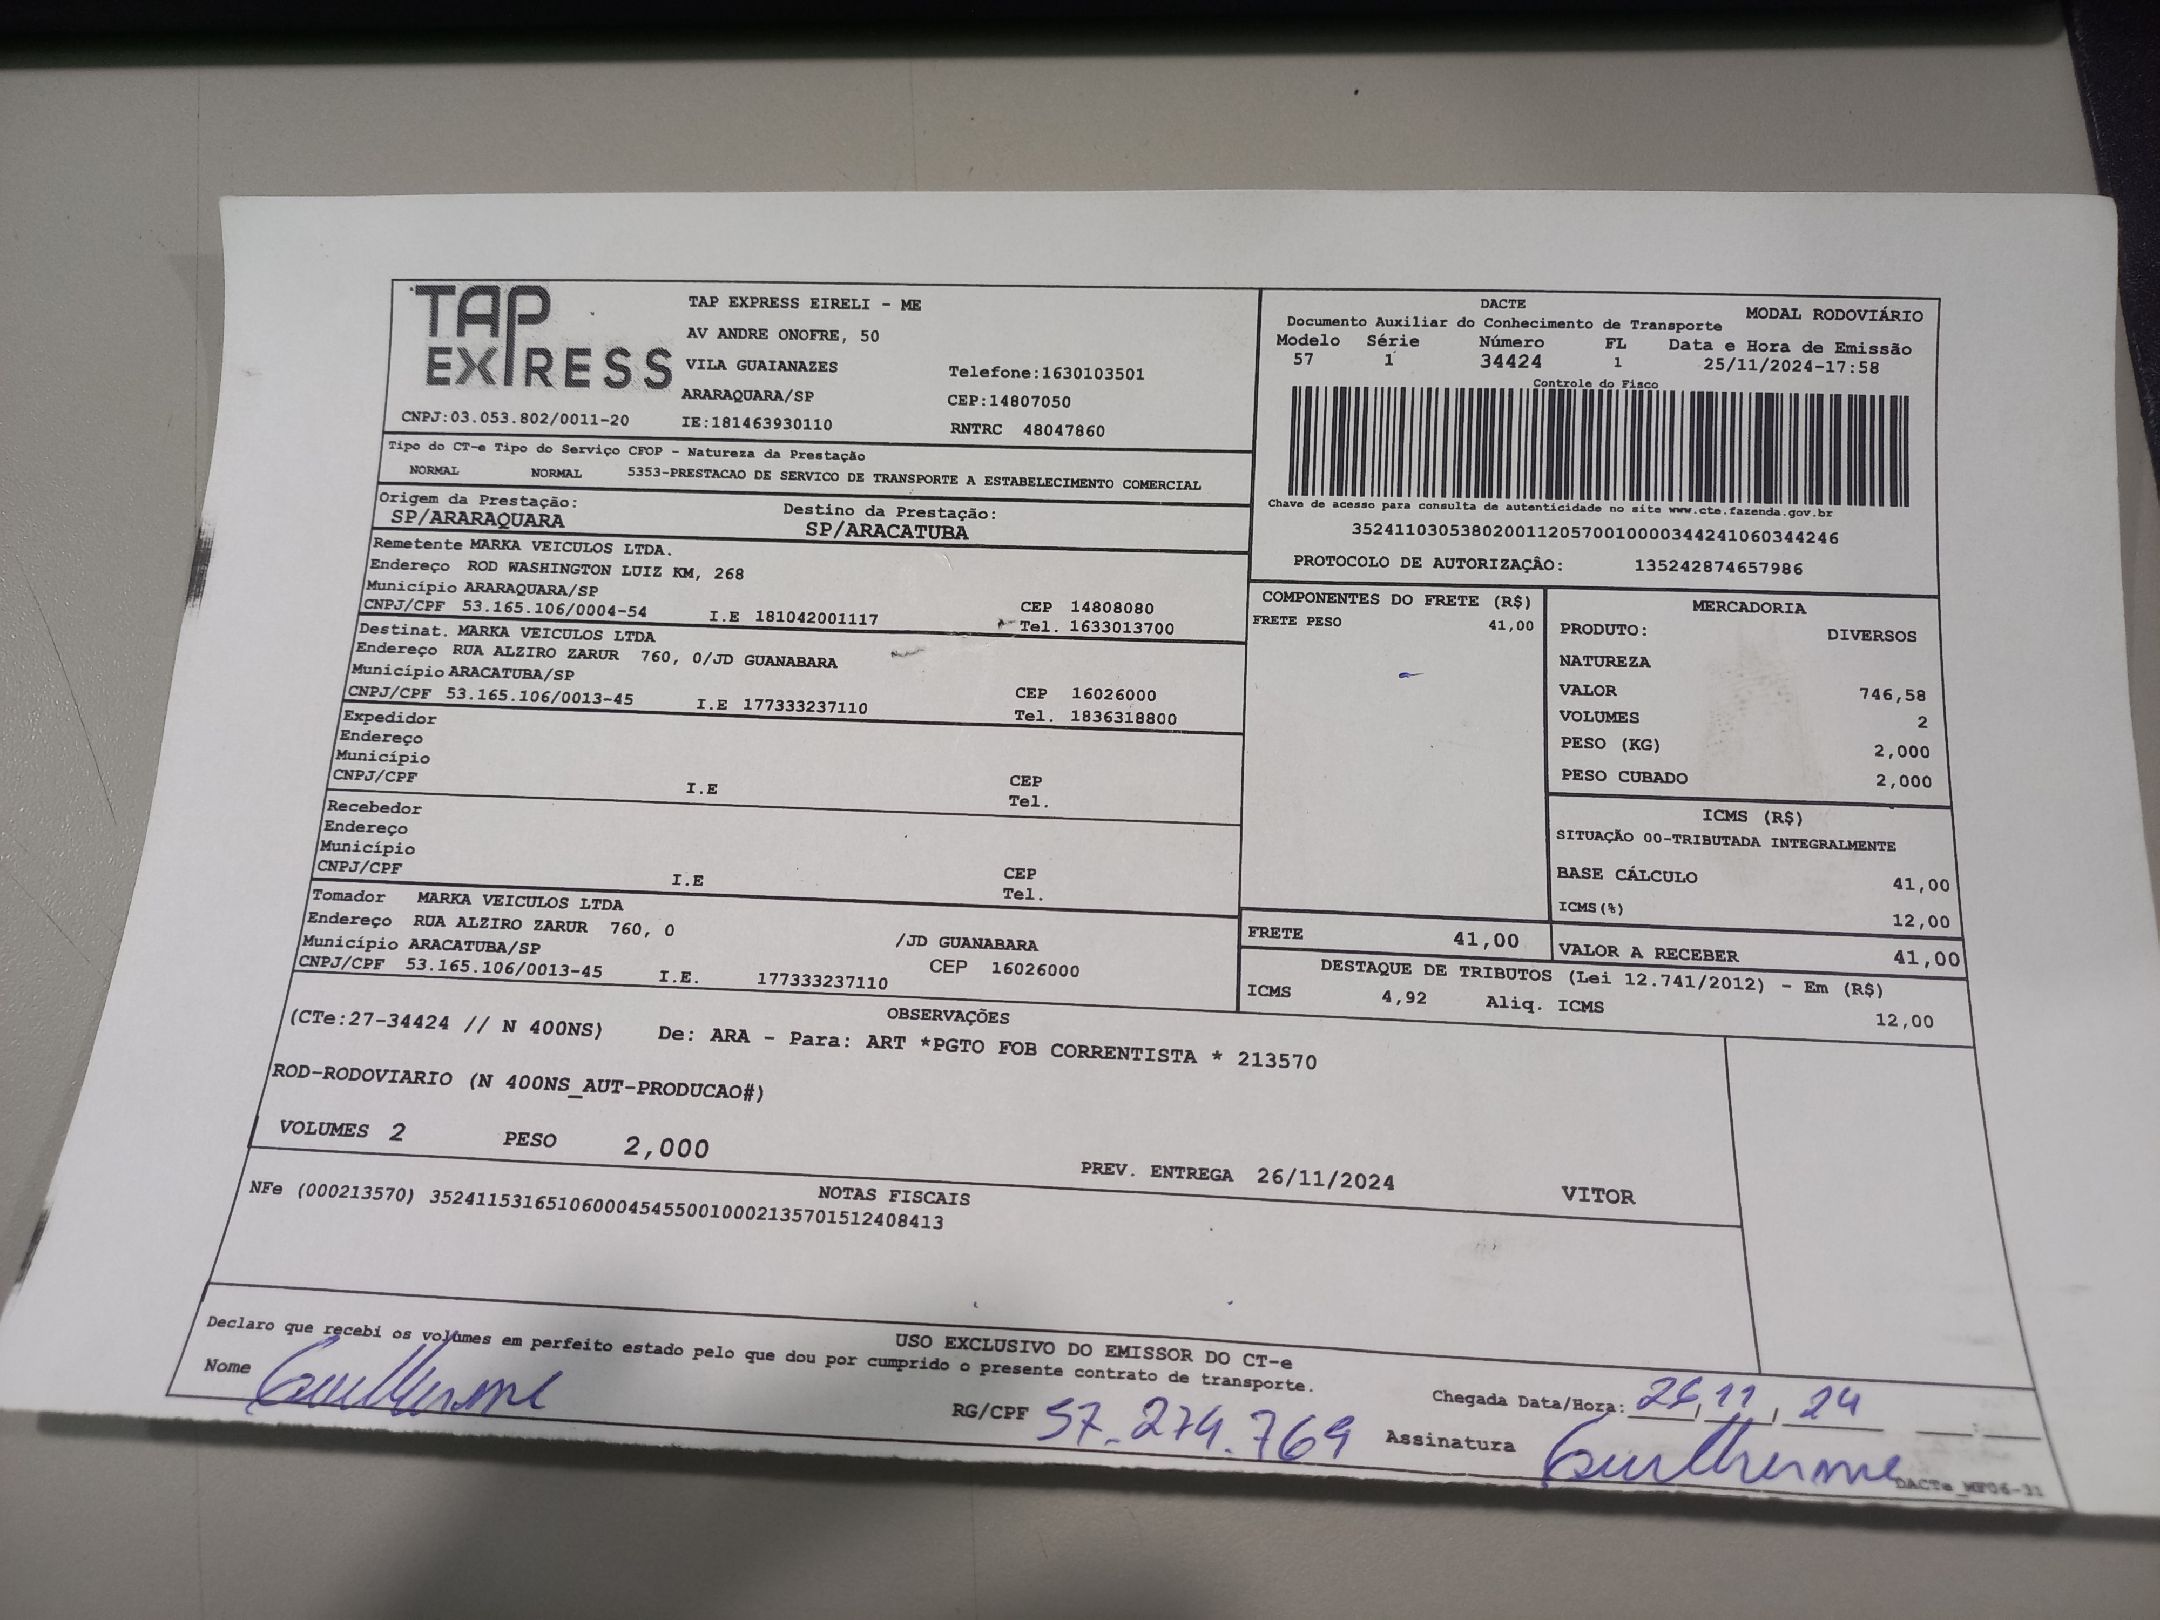 TAP
EXPRESS
CNPJ:03.053.802/0011-20
TAP EXPRESS EIRELI - ME
AV ANDRE ONOFRE, 50
VILA GUAIANAZES
ARARAQUARA/SP
IE:181463930110
Telefone:1630103501
CEP:14807050
RNTRC 48047860
DACTE
MODAL RODOVIÁRIO
Documento Auxiliar do Conhecimento de Transporte
Modelo Série Número FL Data e Hora de Emissão
57 1 34424 1 25/11/2024-17:58
Controle do Fisco
Chave de acesso para consulta de autenticidade no site www.cte.fazenda.gov.br
35241103053802001120570010000344241060344246
PROTOCOLO DE AUTORIZAÇÃO: 135242874657986
Tipo do CT-e Tipo do Serviço CFOP - Natureza da Prestação
NORMAL NORMAL 5353-PRESTACAO DE SERVICO DE TRANSPORTE A ESTABELECIMENTO COMERCIAL
Origem da Prestação: Destino da Prestação:
SP/ARARAQUARA SP/ARACATUBA
Remetente MARKA VEICULOS LTDA.
Endereço ROD WASHINGTON LUIZ KM, 268
Município ARARAQUARA/SP CEP 14808080
CNPJ/CPF 53.165.106/0004-54 I.E 181042001117 Tel. 1633013700
Destinat. MARKA VEICULOS LTDA
Endereço RUA ALZIRO ZARUR 760, 0/JD GUANABARA
Município ARACATUBA/SP CEP 16026000
CNPJ/CPF 53.165.106/0013-45 I.E 177333237110 Tel. 1836318800
Expedidor
Endereço
Município CEP
CNPJ/CPF I.E Tel.
Recebedor
Endereço
Município CEP
CNPJ/CPF I.E Tel.
Tomador MARKA VEICULOS LTDA
Endereço RUA ALZIRO ZARUR 760, 0 /JD GUANABARA
Município ARACATUBA/SP CEP 16026000
CNPJ/CPF 53.165.106/0013-45 I.E. 177333237110
COMPONENTES DO FRETE (R$)
FRETE PESO 41,00
MERCADORIA
PRODUTO: DIVERSOS
NATUREZA
VALOR 746,58
VOLUMES 2
PESO (KG) 2,000
PESO CUBADO 2,000
ICMS (R$)
SITUAÇÃO 00-TRIBUTADA INTEGRALMENTE
BASE CÁLCULO 41,00
ICMS(%) 12,00
FRETE 41,00 VALOR A RECEBER 41,00
DESTAQUE DE TRIBUTOS (Lei 12.741/2012) - Em (R$)
ICMS 4,92 Aliq. ICMS 12,00
OBSERVAÇÕES
(CTe:27-34424 // N 400NS) De: ARA - Para: ART *PGTO FOB CORRENTISTA * 213570
ROD-RODOVIARIO (N 400NS_AUT-PRODUCAO#)
VOLUMES 2 PESO 2,000 PREV. ENTREGA 26/11/2024 VITOR
NOTAS FISCAIS
NFe (000213570) 35241153165106000454550010002135701512408413
USO EXCLUSIVO DO EMISSOR DO CT-e
Declaro que recebi os volumes em perfeito estado pelo que dou por cumprido o presente contrato de transporte.
Nome Guilherme RG/CPF 57.274.769 Chegada Data/Hora: 26/11/24 __:__
Assinatura Guilherme
DACTe_MF06-31